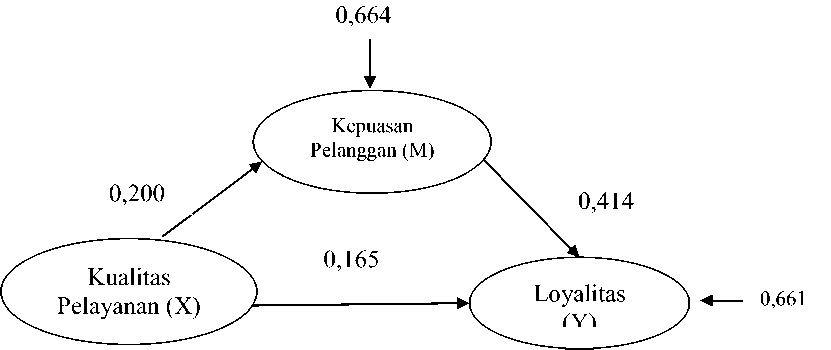 0,664
Kepuasan
Pelanggan (M)
0,200
0,414
0,165
Kualitas
Pelayanan (X)
Loyalitas
(Y)
0,661